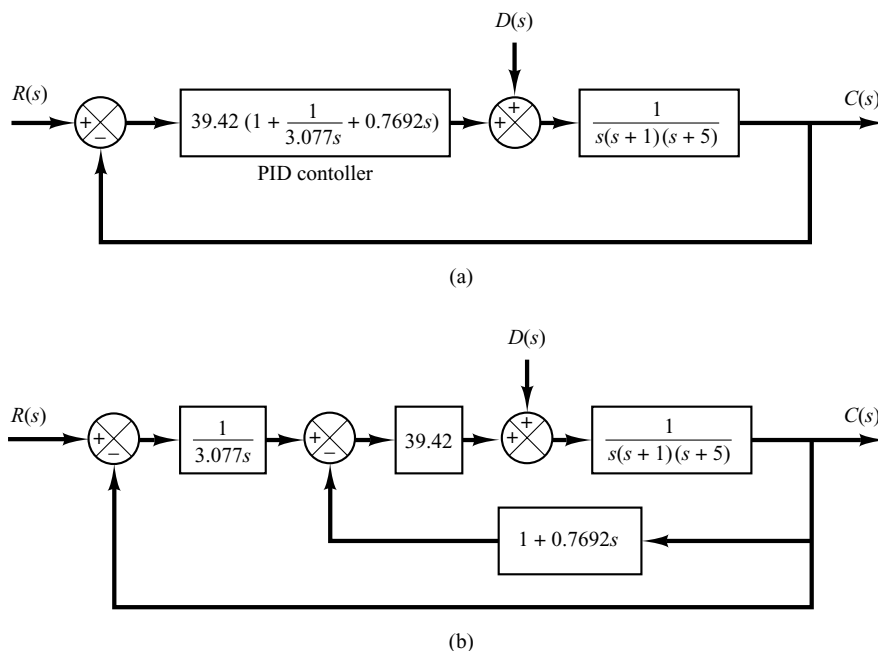 D(s)
R(s)
C(s)
+
−
39.42 (1 + 1/3.077s + 0.7692s)
+
+
1/s(s + 1)(s + 5)
PID contoller
(a)
D(s)
R(s)
C(s)
+
−
1/3.077s
+
−
39.42
+
+
1/s(s + 1)(s + 5)
1 + 0.7692s
(b)